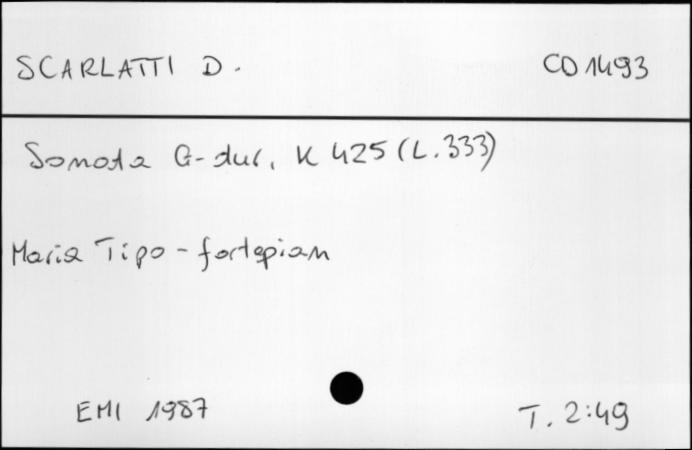 SCARLATTI D. CD 1493
Sonata G-dur, K 425 (L. 333)
Maria Tipo - fortepian
EMI 1987 T. 2:49